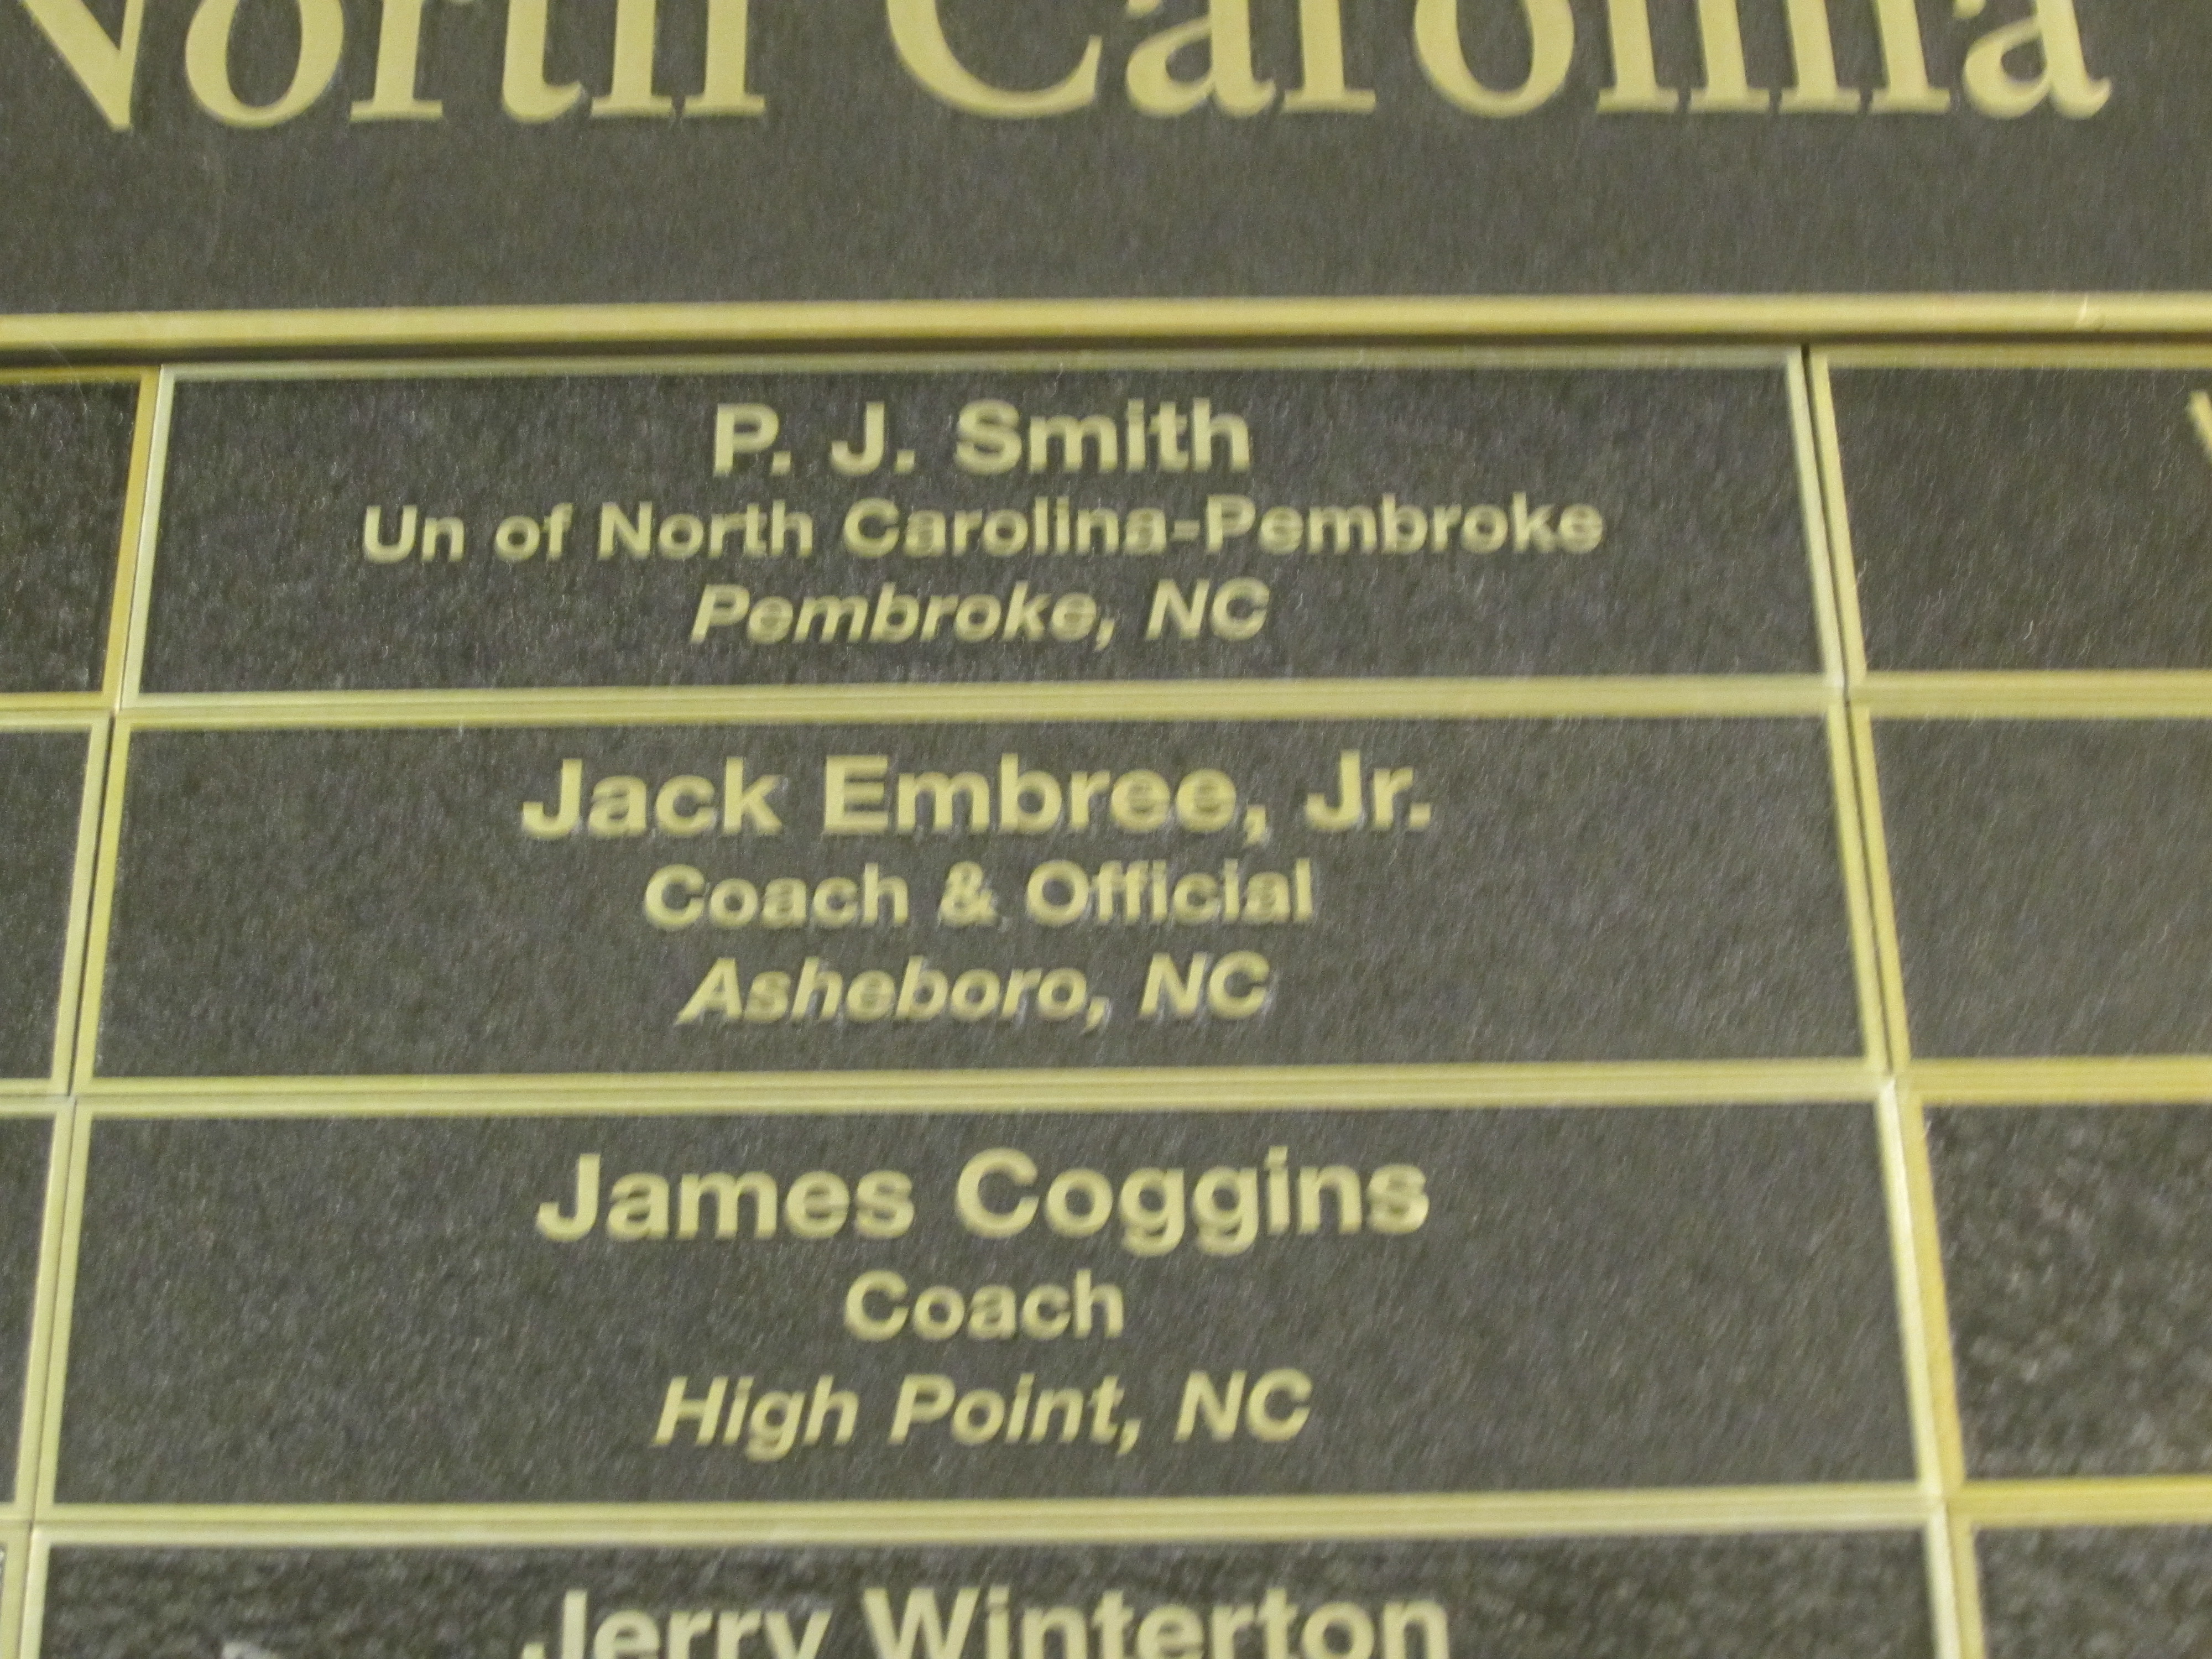 North Carolina
P. J. Smith
Un of North Carolina-Pembroke
Pembroke, NC
Jack Embree, Jr.
Coach & Official
Asheboro, NC
James Coggins
Coach
High Point, NC
Jerry Winterton